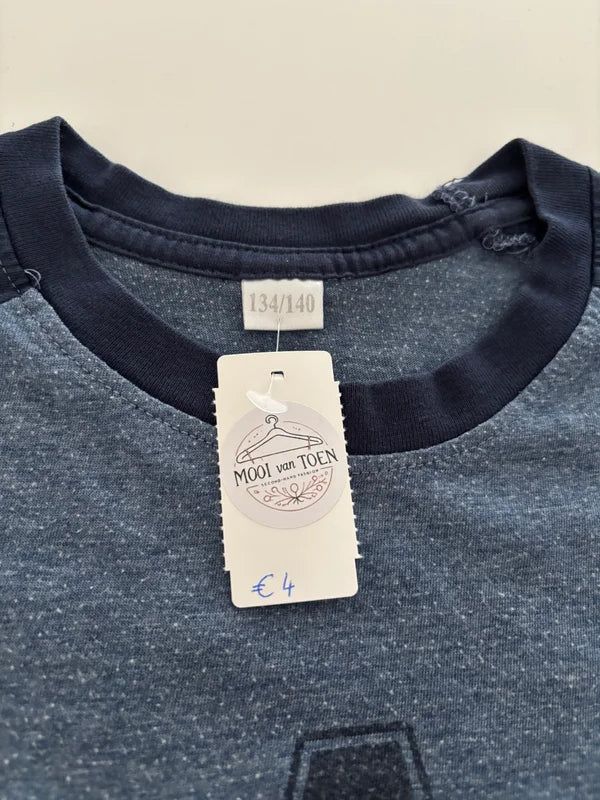 134/140
MOOI van TOEN
SECOND-HAND FASHION
€ 4